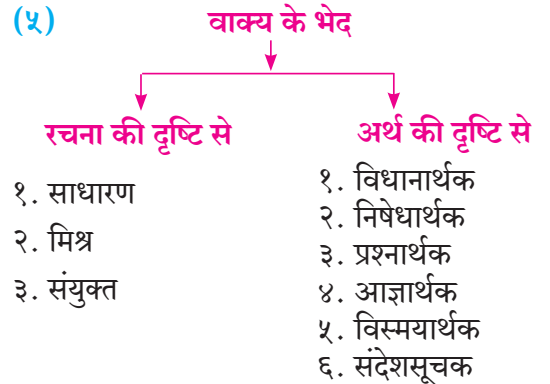 (५)
वाक्य के भेद
रचना की दृष्टि से
१. साधारण
२. मिश्र
३. संयुक्त
अर्थ की दृष्टि से
१. विधानार्थक
२. निषेधार्थक
३. प्रश्नार्थक
४. आज्ञार्थक
५. विस्मयार्थक
६. संदेशसूचक